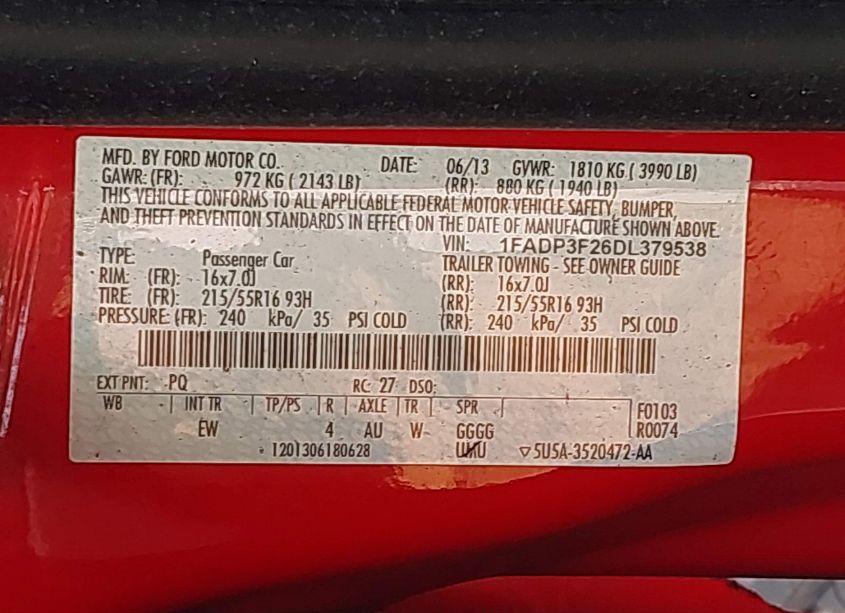 MFD. BY FORD MOTOR CO. DATE: 06/13 GVWR: 1810 KG ( 3990 LB)
GAWR: (FR): 972 KG ( 2143 LB) (RR): 880 KG ( 1940 LB)
THIS VEHICLE CONFORMS TO ALL APPLICABLE FEDERAL MOTOR VEHICLE SAFETY, BUMPER,
AND THEFT PREVENTION STANDARDS IN EFFECT ON THE DATE OF MANUFACTURE SHOWN ABOVE.
VIN: 1FADP3F26DL379538
TYPE: Passenger Car TRAILER TOWING - SEE OWNER GUIDE
RIM: (FR): 16x7.0J (RR): 16x7.0J
TIRE: (FR): 215/55R16 93H (RR): 215/55R16 93H
PRESSURE: (FR): 240 kPa/ 35 PSI COLD (RR): 240 kPa/ 35 PSI COLD
EXT PNT: PQ RC: 27 DSO:
WB INT TR TP/PS R AXLE TR SPR F0103
EW 4 AU W GGGG R0074
1201306180628 UMU ▽5U5A-3520472-AA